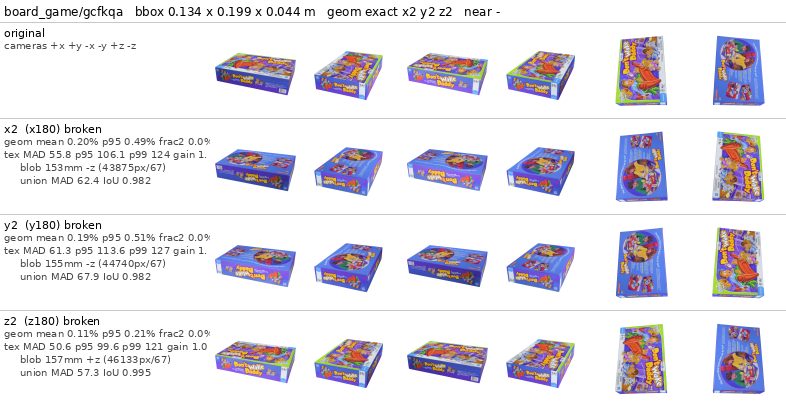 board_game/gcfkqa   bbox 0.134 x 0.199 x 0.044 m   geom exact x2 y2 z2   near -
original
cameras +x +y -x -y +z -z
x2  (x180) broken
geom mean 0.20% p95 0.49% frac2 0.0%
tex MAD 55.8 p95 106.1 p99 124 gain 1.
blob 153mm -z (43875px/67)
union MAD 62.4 IoU 0.982
y2  (y180) broken
geom mean 0.19% p95 0.51% frac2 0.0%
tex MAD 61.3 p95 113.6 p99 127 gain 1.
blob 155mm -z (44740px/67)
union MAD 67.9 IoU 0.982
z2  (z180) broken
geom mean 0.11% p95 0.21% frac2 0.0%
tex MAD 50.6 p95 99.6 p99 121 gain 1.0
blob 157mm +z (46133px/67)
union MAD 57.3 IoU 0.995
Don't Wake Daddy